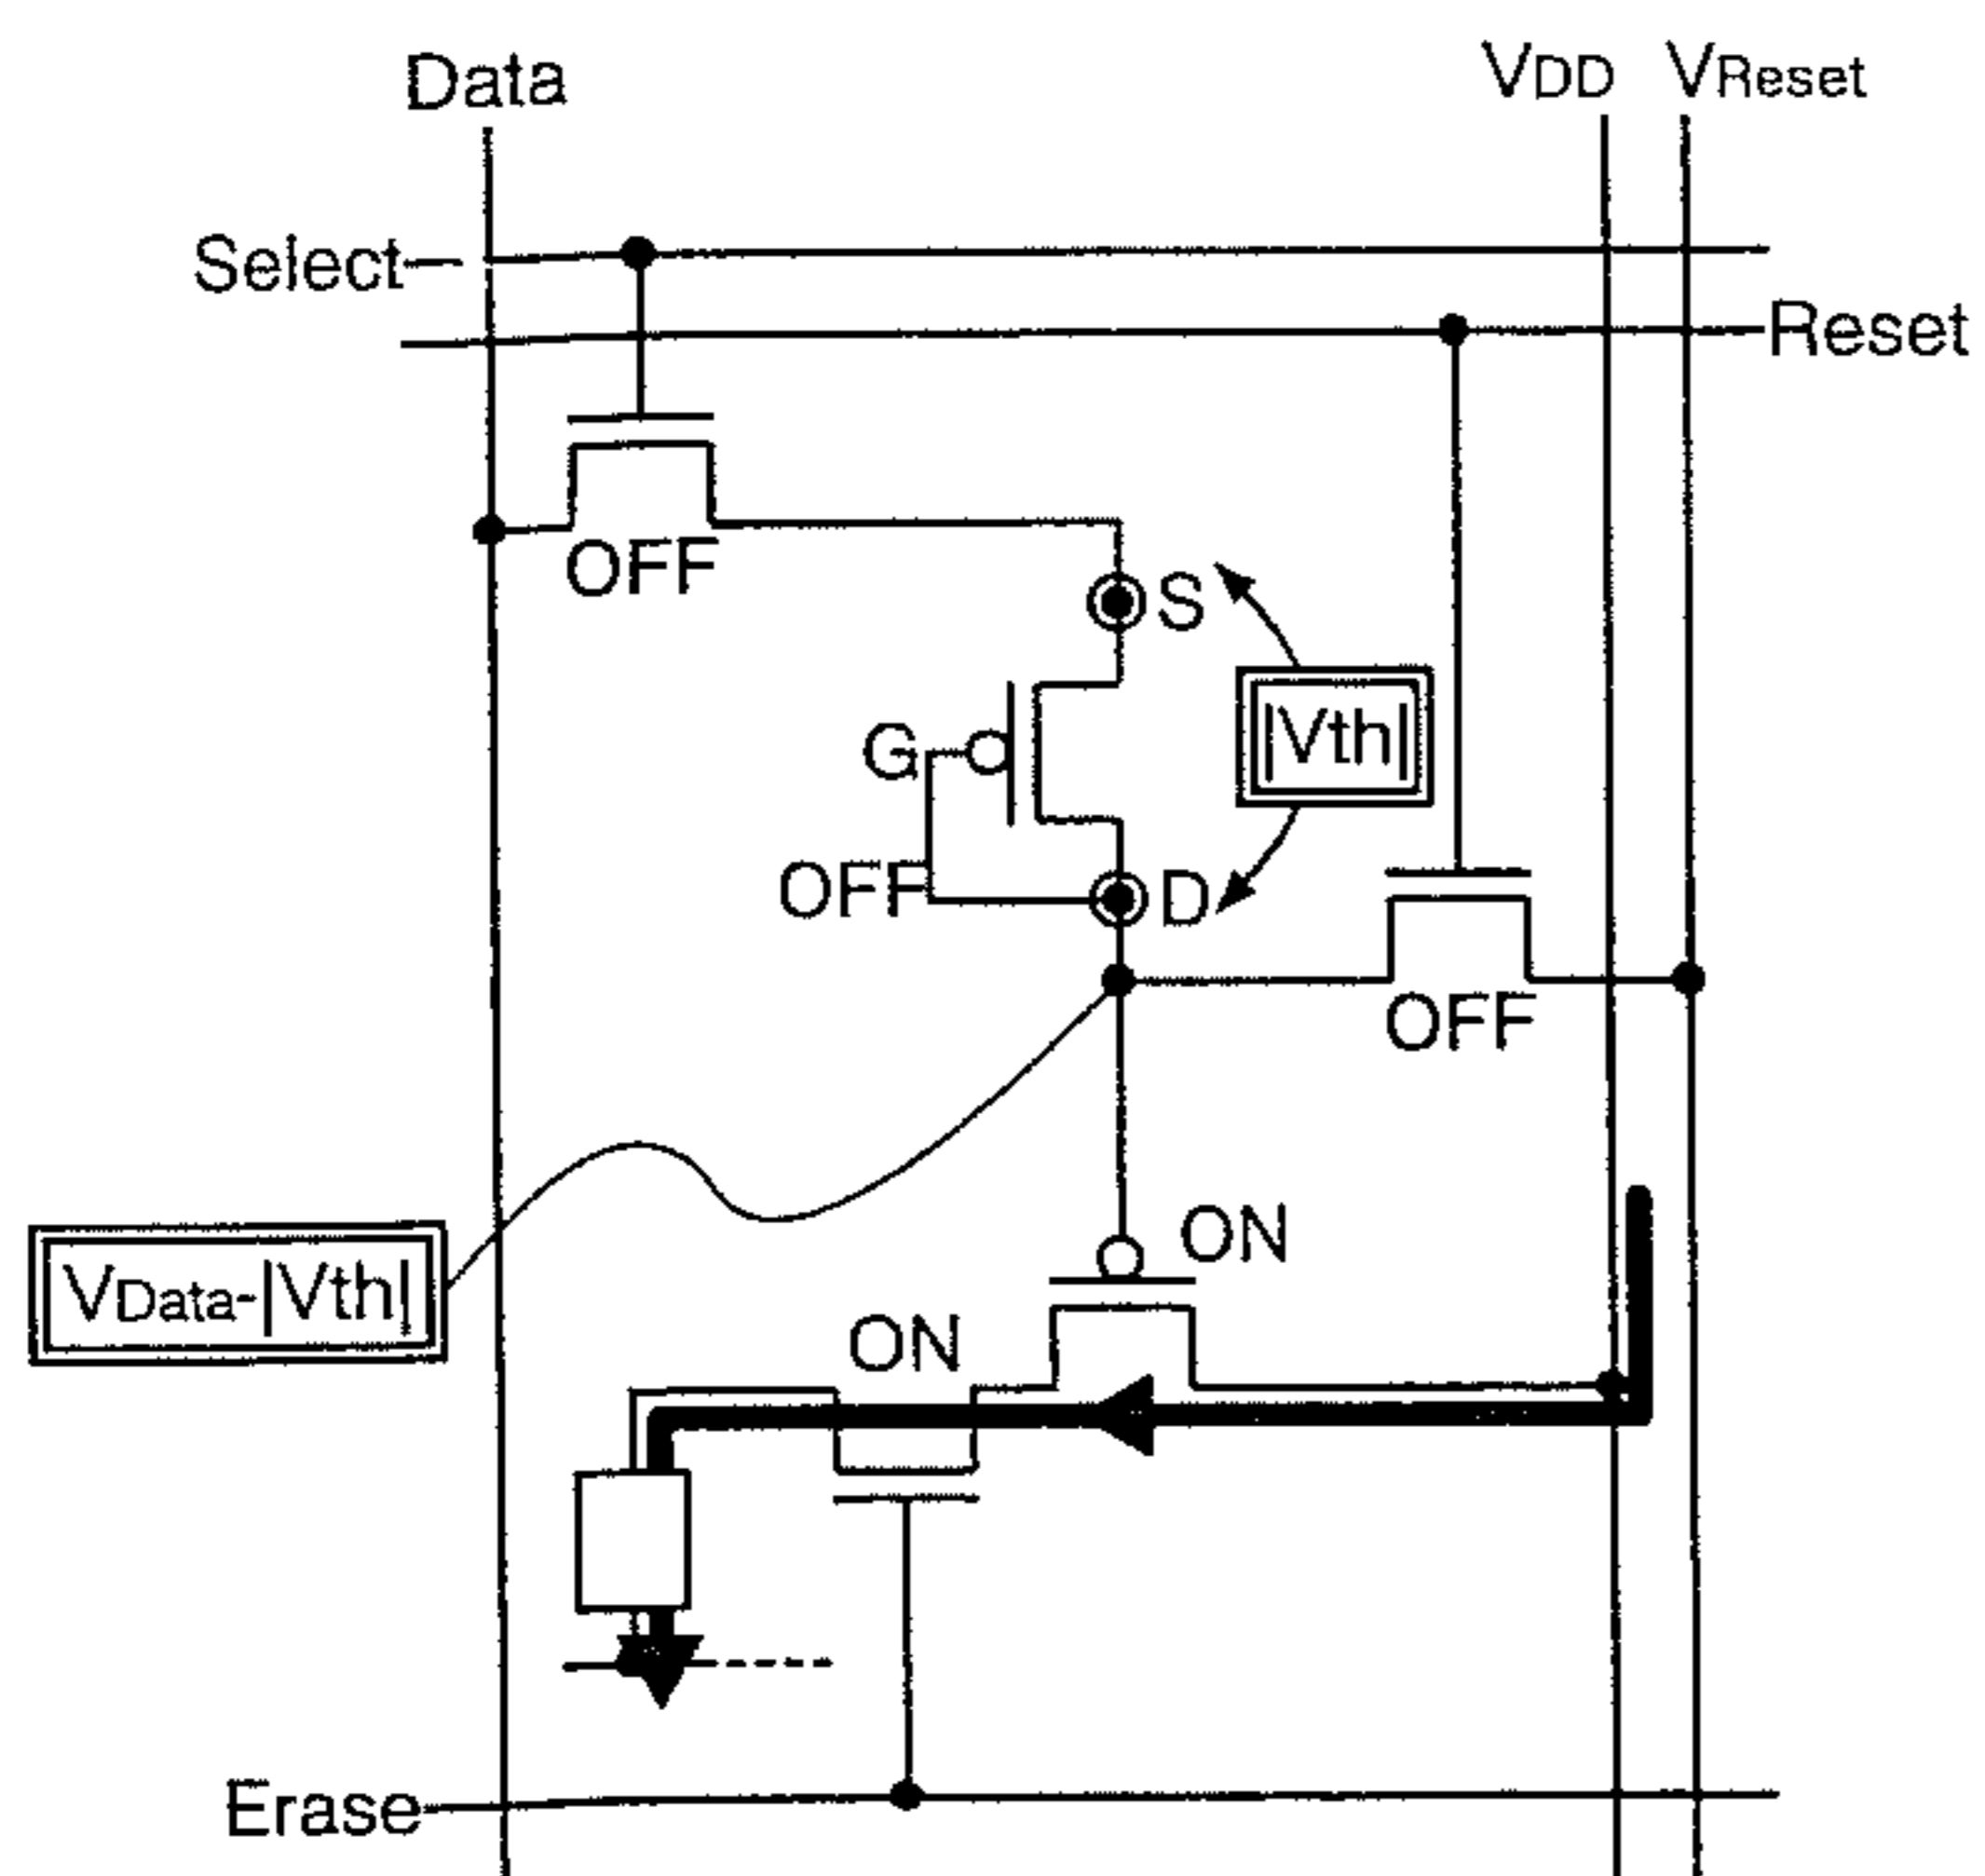 Data
VDD
VReset
Select
Reset
OFF
S
G
|Vth|
OFF
D
OFF
VData-|Vth|
ON
ON
Erase